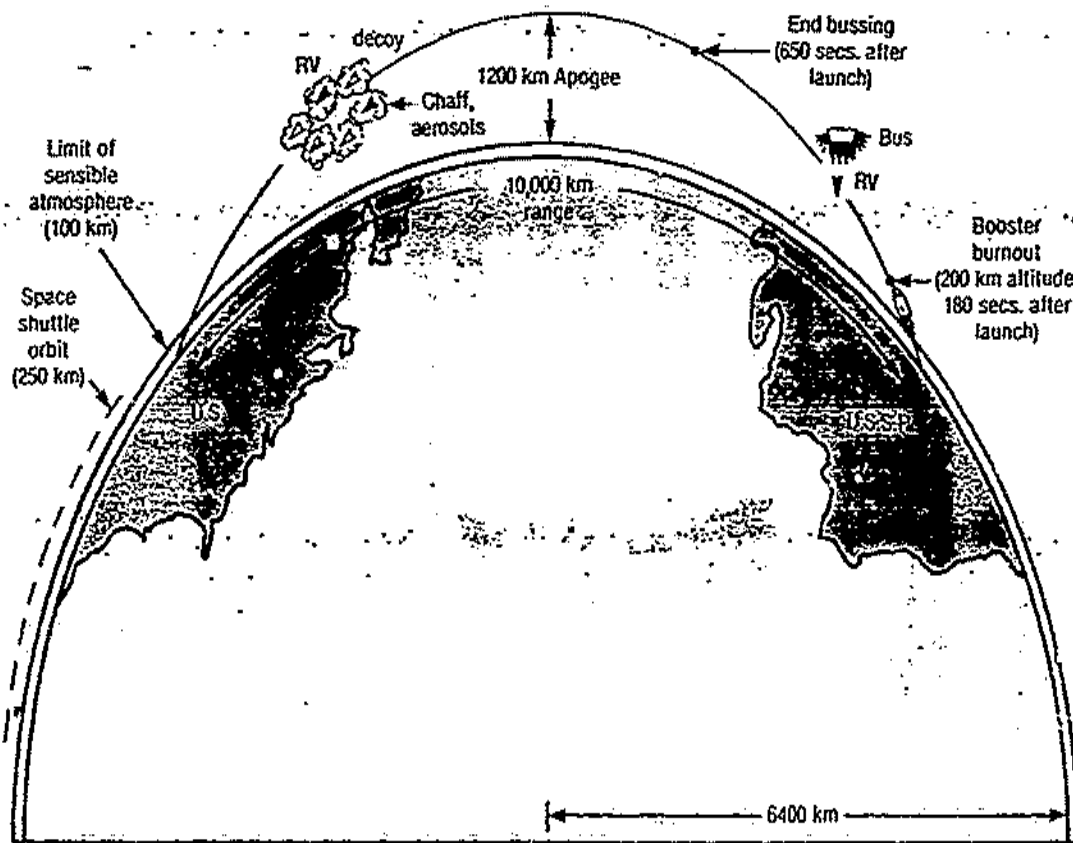 decoy
RV
Chaff,
aerosols
1200 km Apogee
End bussing
(650 secs. after
launch)
Bus
RV
Limit of
sensible
atmosphere
(100 km)
10,000 km
range
Booster
burnout
(200 km altitude
180 secs. after
launch)
Space
shuttle
orbit
(250 km)
U S
U S S R
6400 km